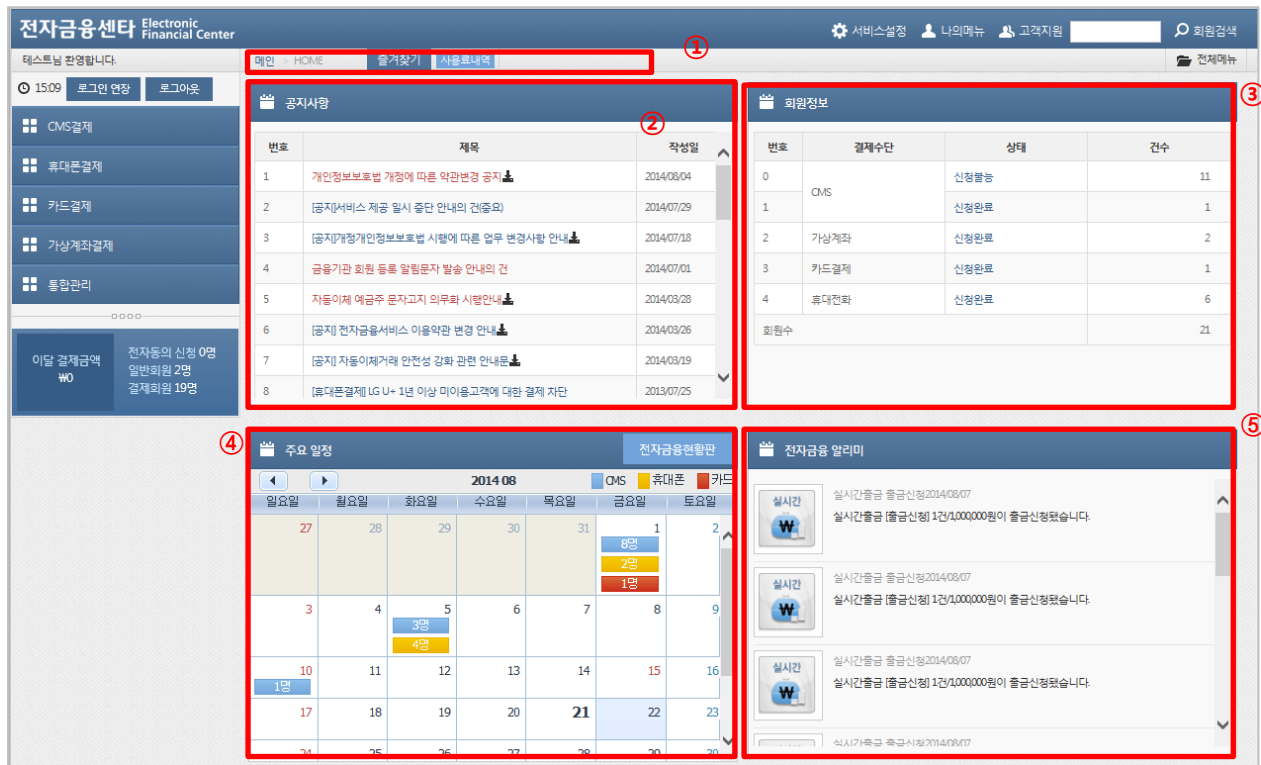 전자금융센타 Electronic Financial Center
서비스설정 나의메뉴 고객지원 회원검색
테스트님 환영합니다.
메인 > HOME 즐겨찾기 사용료내역
①
전체메뉴
15:09 로그인 연장 로그아웃
CMS결제
휴대폰결제
카드결제
가상계좌결제
통합관리
이달 결제금액
₩0
전자동의 신청 0명
일반회원 2명
결제회원 19명
공지사항
②
번호 제목 작성일
1 개인정보보호법 개정에 따른 약관변경 공지 2014/08/04
2 [공지]서비스 제공 일시 중단 안내의 건(중요) 2014/07/29
3 [공지]개정개인정보보호법 시행에 따른 업무 변경사항 안내 2014/07/18
4 금융기관 회원 등록 알림문자 발송 안내의 건 2014/07/01
5 자동이체 예금주 문자고지 의무화 시행안내 2014/03/28
6 [공지] 전자금융서비스 이용약관 변경 안내 2014/03/26
7 [공지] 자동이체거래 안전성 강화 관련 안내문 2014/03/19
8 [휴대폰결제] LG U+ 1년 이상 미이용고객에 대한 결제 차단 2013/07/25
회원정보
③
번호 결제수단 상태 건수
0 CMS 신청불능 11
1 신청완료 1
2 가상계좌 신청완료 2
3 카드결제 신청완료 1
4 휴대전화 신청완료 6
회원수 21
④
주요 일정 전자금융현황판
2014 08 CMS 휴대폰 카드
일요일 월요일 화요일 수요일 목요일 금요일 토요일
27 28 29 30 31 1 2
8명
2명
1명
3 4 5 6 7 8 9
3명
4명
10 11 12 13 14 15 16
1명
17 18 19 20 21 22 23
24 25 26 27 28 29 30
⑤
전자금융 알리미
실시간
실시간출금 출금신청2014/08/07
실시간출금 [출금신청] 1건/1,000,000원이 출금신청됐습니다.
실시간
실시간출금 출금신청2014/08/07
실시간출금 [출금신청] 1건/1,000,000원이 출금신청됐습니다.
실시간
실시간출금 출금신청2014/08/07
실시간출금 [출금신청] 1건/1,000,000원이 출금신청됐습니다.
실시간출금 출금신청2014/08/07